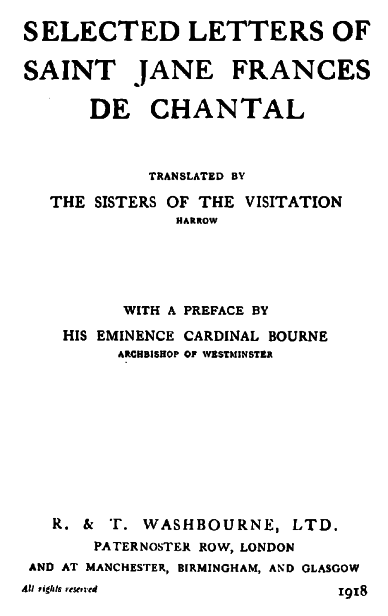 SELECTED LETTERS OF
SAINT JANE FRANCES
DE CHANTAL
TRANSLATED BY
THE SISTERS OF THE VISITATION
HARROW
WITH A PREFACE BY
HIS EMINENCE CARDINAL BOURNE
ARCHBISHOP OF WESTMINSTER
R. & T. WASHBOURNE, LTD.
PATERNOSTER ROW, LONDON
AND AT MANCHESTER, BIRMINGHAM, AND GLASGOW
All rights reserved 1918